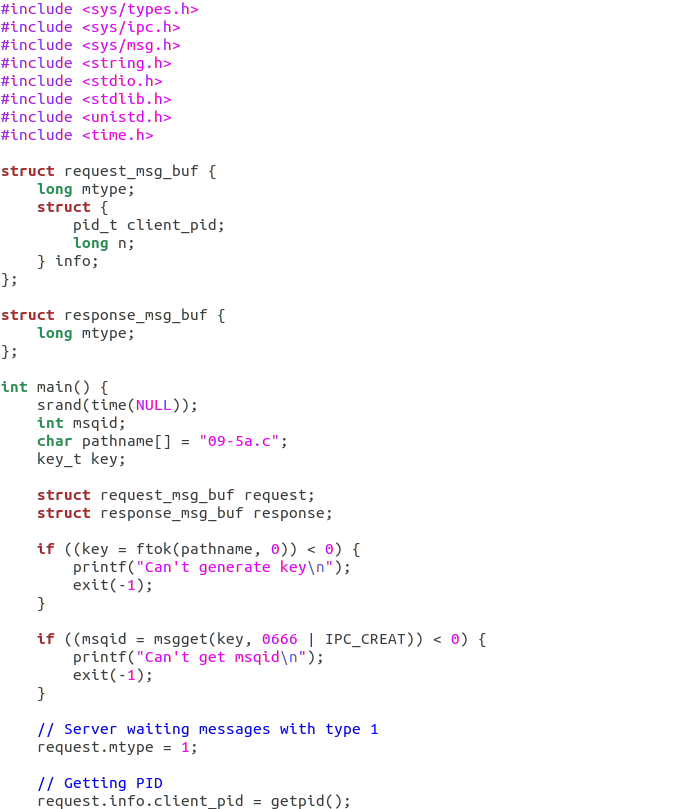 #include <sys/types.h>
#include <sys/ipc.h>
#include <sys/msg.h>
#include <string.h>
#include <stdio.h>
#include <stdlib.h>
#include <unistd.h>
#include <time.h>

struct request_msg_buf {
    long mtype;
    struct {
        pid_t client_pid;
        long n;
    } info;
};

struct response_msg_buf {
    long mtype;
};

int main() {
    srand(time(NULL));
    int msqid;
    char pathname[] = "09-5a.c";
    key_t key;

    struct request_msg_buf request;
    struct response_msg_buf response;

    if ((key = ftok(pathname, 0)) < 0) {
        printf("Can't generate key\n");
        exit(-1);
    }

    if ((msqid = msgget(key, 0666 | IPC_CREAT)) < 0) {
        printf("Can't get msqid\n");
        exit(-1);
    }

    // Server waiting messages with type 1
    request.mtype = 1;

    // Getting PID
    request.info.client_pid = getpid();